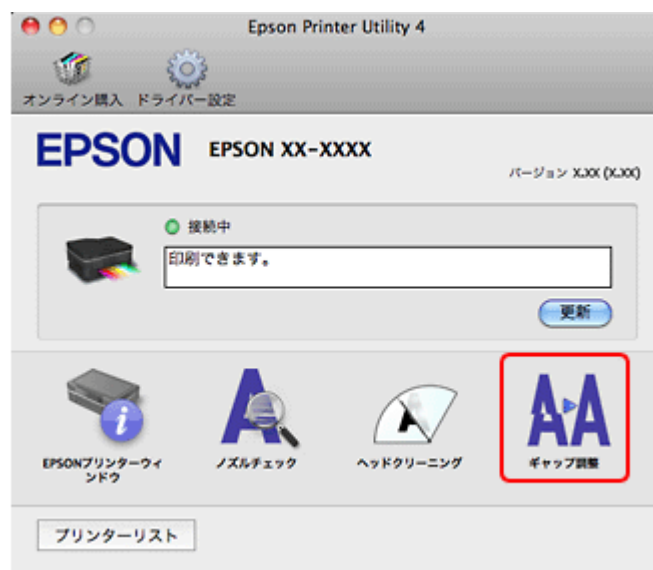 Epson Printer Utility 4
オンライン購入 ドライバー設定
EPSON EPSON XX-XXXX
バージョン X.XX (X.XX)
接続中
印刷できます。
更新
EPSONプリンターウィ
ンドウ
ノズルチェック
ヘッドクリーニング
ギャップ調整
プリンターリスト